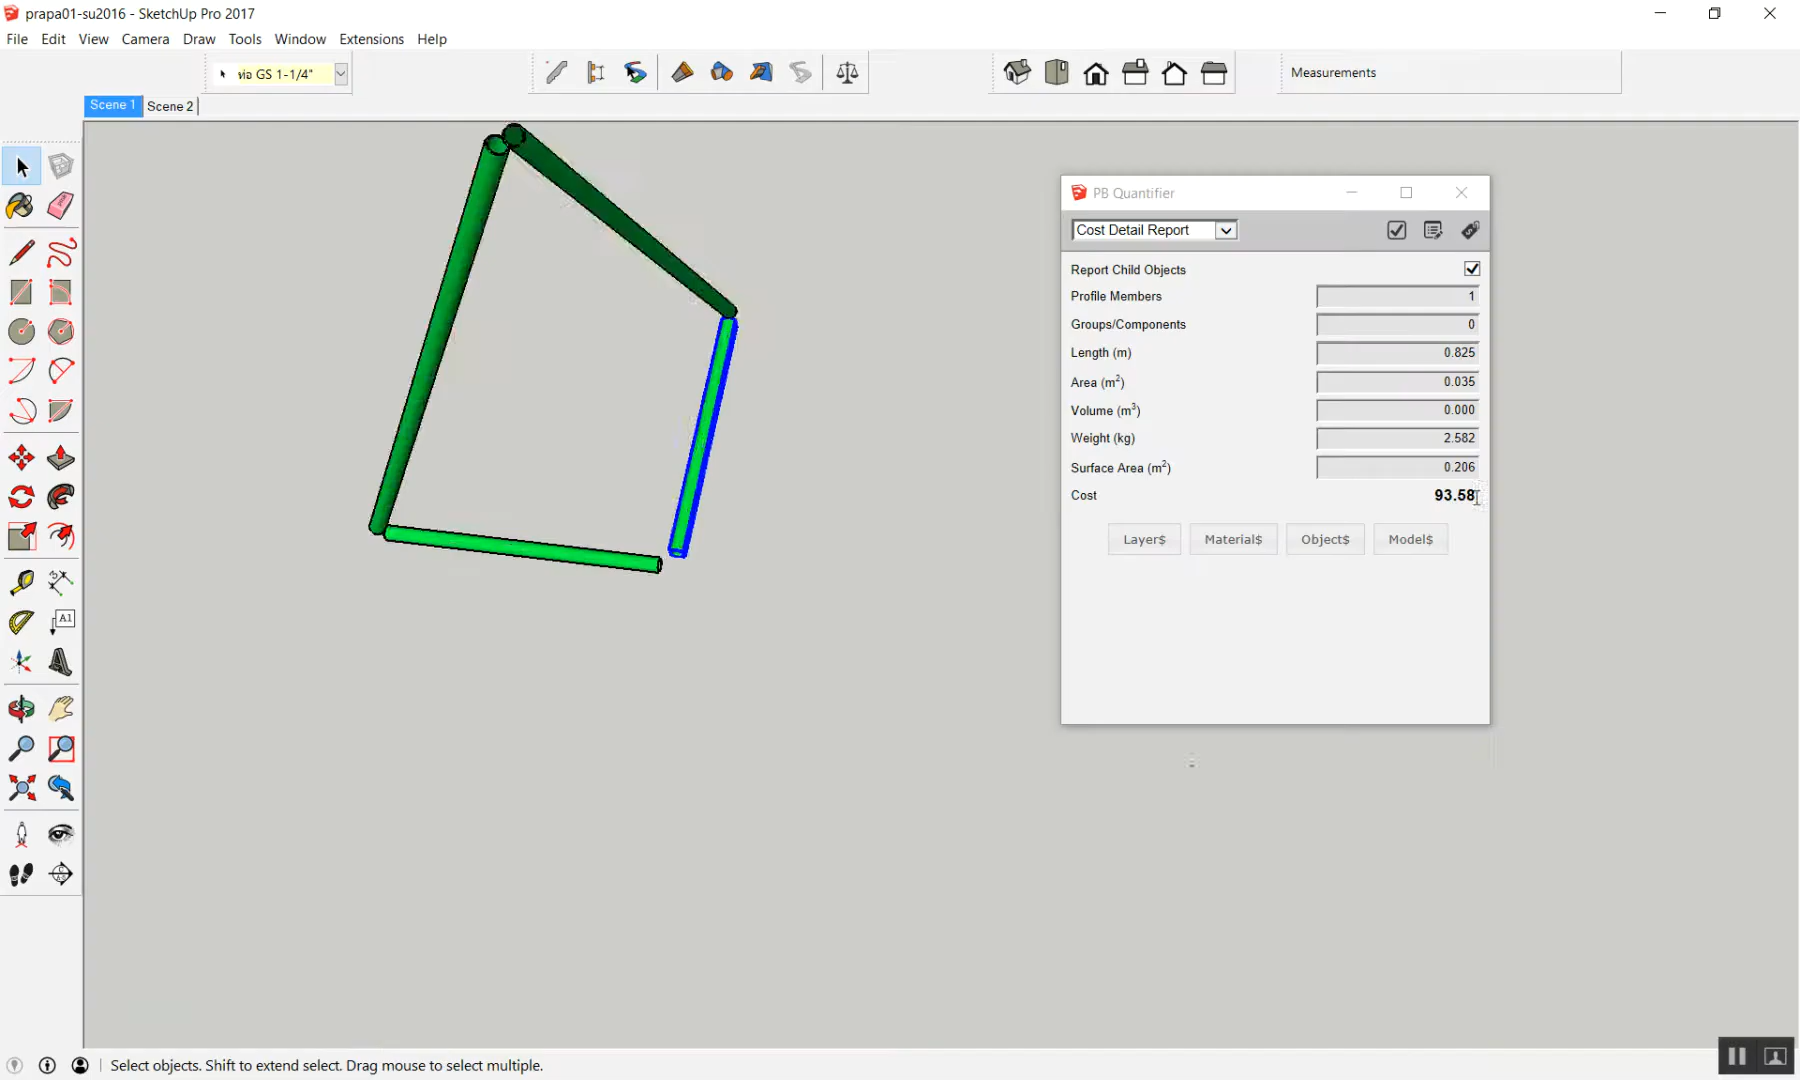 prapa01-su2016 - SketchUp Pro 2017
File Edit View Camera Draw Tools Window Extensions Help
ท่อ GS 1-1/4"
Measurements
Scene 1 Scene 2
PB Quantifier
Cost Detail Report
Report Child Objects
Profile Members 1
Groups/Components 0
Length (m) 0.825
Area (m²) 0.035
Volume (m³) 0.000
Weight (kg) 2.582
Surface Area (m²) 0.206
Cost 93.58
Layer$ Material$ Object$ Model$
A1
Select objects. Shift to extend select. Drag mouse to select multiple.